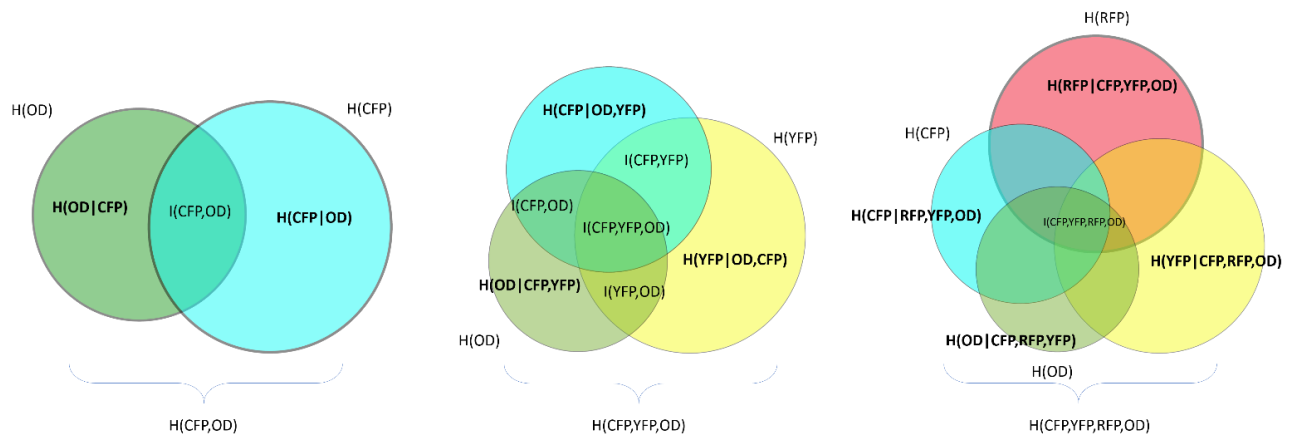 H(OD)
H(CFP)
H(OD|CFP)
I(CFP,OD)
H(CFP|OD)
H(CFP,OD)
H(CFP|OD,YFP)
H(YFP)
I(CFP,YFP)
I(CFP,OD)
I(CFP,YFP,OD)
H(YFP|OD,CFP)
H(OD|CFP,YFP)
I(YFP,OD)
H(OD)
H(CFP,YFP,OD)
H(RFP)
H(RFP|CFP,YFP,OD)
H(CFP)
H(CFP|RFP,YFP,OD)
I(CFP,YFP,RFP,OD)
H(YFP|CFP,RFP,OD)
H(OD|CFP,RFP,YFP)
H(OD)
H(CFP,YFP,RFP,OD)